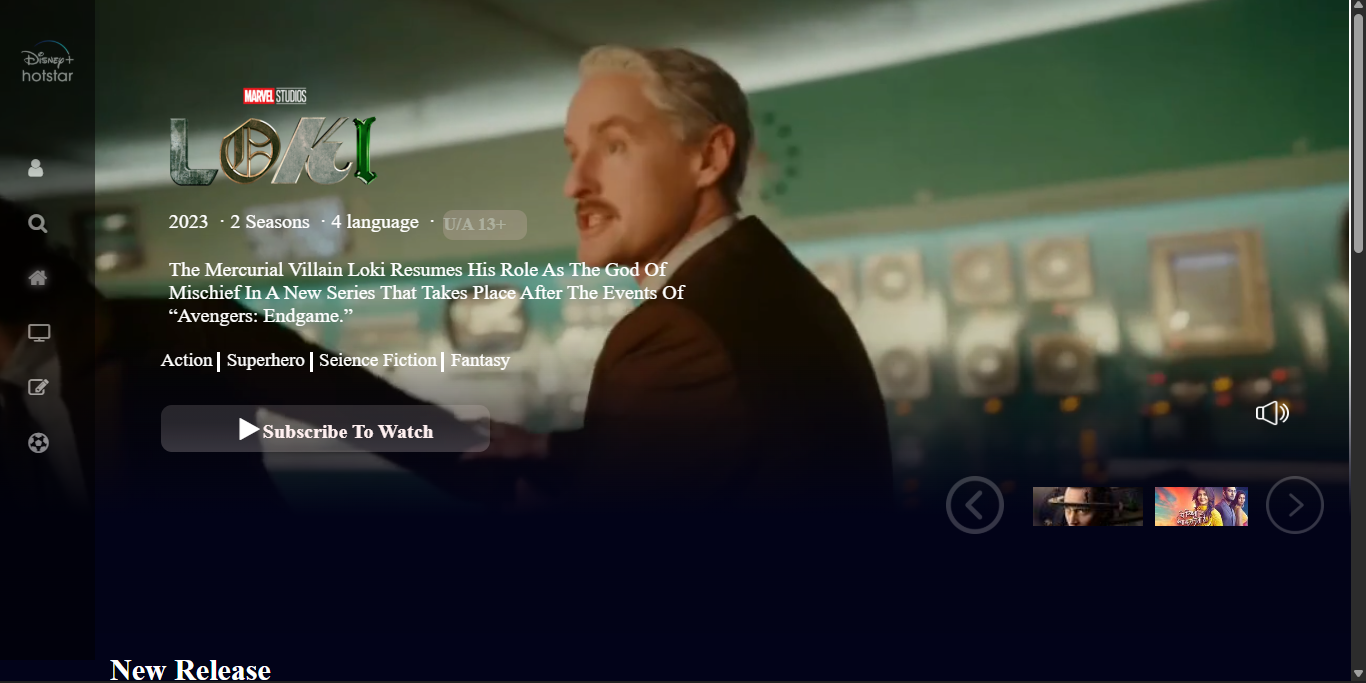 Disney+
hotstar
MARVEL STUDIOS
LOKI
2023 · 2 Seasons · 4 language · U/A 13+
The Mercurial Villain Loki Resumes His Role As The God Of
Mischief In A New Series That Takes Place After The Events Of
“Avengers: Endgame.”
Action | Superhero | Seience Fiction | Fantasy
Subscribe To Watch
New Release